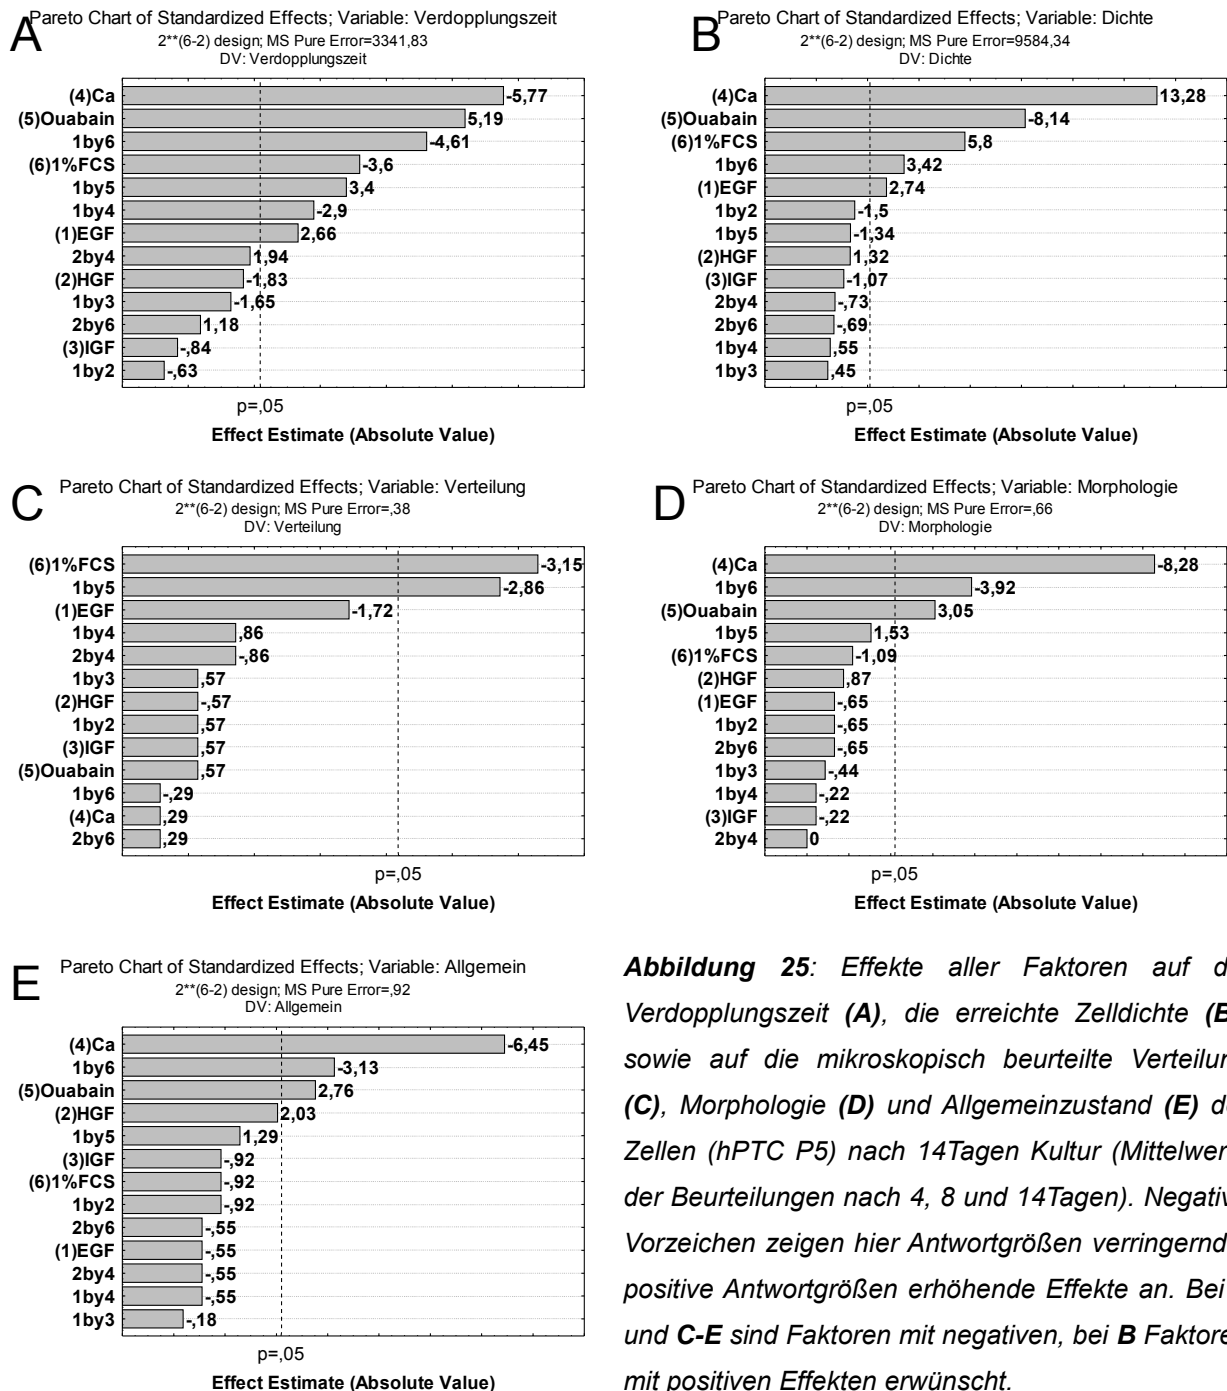 A
Pareto Chart of Standardized Effects; Variable: Verdopplungszeit
2**(6-2) design; MS Pure Error=3341,83
DV: Verdopplungszeit
(4)Ca -5,77
(5)Ouabain 5,19
1by6 -4,61
(6)1%FCS -3,6
1by5 3,4
1by4 -2,9
(1)EGF 2,66
2by4 1,94
(2)HGF -1,83
1by3 -1,65
2by6 1,18
(3)IGF -,84
1by2 -,63
p=,05
Effect Estimate (Absolute Value)
B
Pareto Chart of Standardized Effects; Variable: Dichte
2**(6-2) design; MS Pure Error=9584,34
DV: Dichte
(4)Ca 13,28
(5)Ouabain -8,14
(6)1%FCS 5,8
1by6 3,42
(1)EGF 2,74
1by2 -1,5
1by5 -1,34
(2)HGF 1,32
(3)IGF -1,07
2by4 -,73
2by6 -,69
1by4 ,55
1by3 ,45
p=,05
Effect Estimate (Absolute Value)
C
Pareto Chart of Standardized Effects; Variable: Verteilung
2**(6-2) design; MS Pure Error=,38
DV: Verteilung
(6)1%FCS -3,15
1by5 -2,86
(1)EGF -1,72
1by4 ,86
2by4 -,86
1by3 ,57
(2)HGF -,57
1by2 ,57
(3)IGF ,57
(5)Ouabain ,57
1by6 -,29
(4)Ca ,29
2by6 ,29
p=,05
Effect Estimate (Absolute Value)
D
Pareto Chart of Standardized Effects; Variable: Morphologie
2**(6-2) design; MS Pure Error=,66
DV: Morphologie
(4)Ca -8,28
1by6 -3,92
(5)Ouabain 3,05
1by5 1,53
(6)1%FCS -1,09
(2)HGF ,87
(1)EGF -,65
1by2 -,65
2by6 -,65
1by3 -,44
1by4 -,22
(3)IGF -,22
2by4 0
p=,05
Effect Estimate (Absolute Value)
E
Pareto Chart of Standardized Effects; Variable: Allgemein
2**(6-2) design; MS Pure Error=,92
DV: Allgemein
(4)Ca -6,45
1by6 -3,13
(5)Ouabain 2,76
(2)HGF 2,03
1by5 1,29
(3)IGF -,92
(6)1%FCS -,92
1by2 -,92
2by6 -,55
(1)EGF -,55
2by4 -,55
1by4 -,55
1by3 -,18
p=,05
Effect Estimate (Absolute Value)
Abbildung 25: Effekte aller Faktoren auf
Verdopplungszeit (A), die erreichte Zelldichte (B
sowie auf die mikroskopisch beurteilte Verteilun
(C), Morphologie (D) und Allgemeinzustand (E)
Zellen (hPTC P5) nach 14Tagen Kultur (Mittelwer
der Beurteilungen nach 4, 8 und 14Tagen). Negativ
Vorzeichen zeigen hier Antwortgrößen verringernd
positive Antwortgrößen erhöhende Effekte an. Bei
und C-E sind Faktoren mit negativen, bei B Faktore
mit positiven Effekten erwünscht.